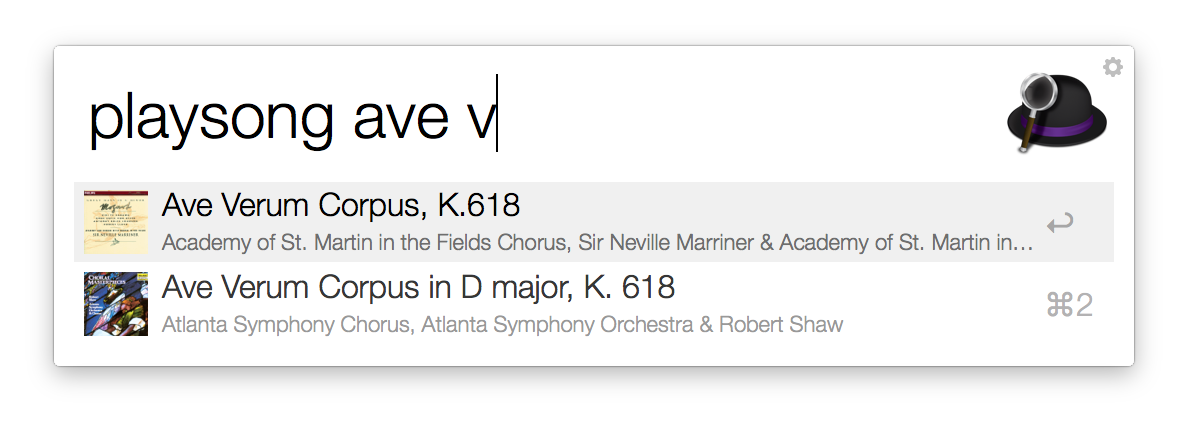 playsong ave v
Ave Verum Corpus, K.618
Academy of St. Martin in the Fields Chorus, Sir Neville Marriner & Academy of St. Martin in…
↩
Ave Verum Corpus in D major, K. 618
Atlanta Symphony Chorus, Atlanta Symphony Orchestra & Robert Shaw
⌘2